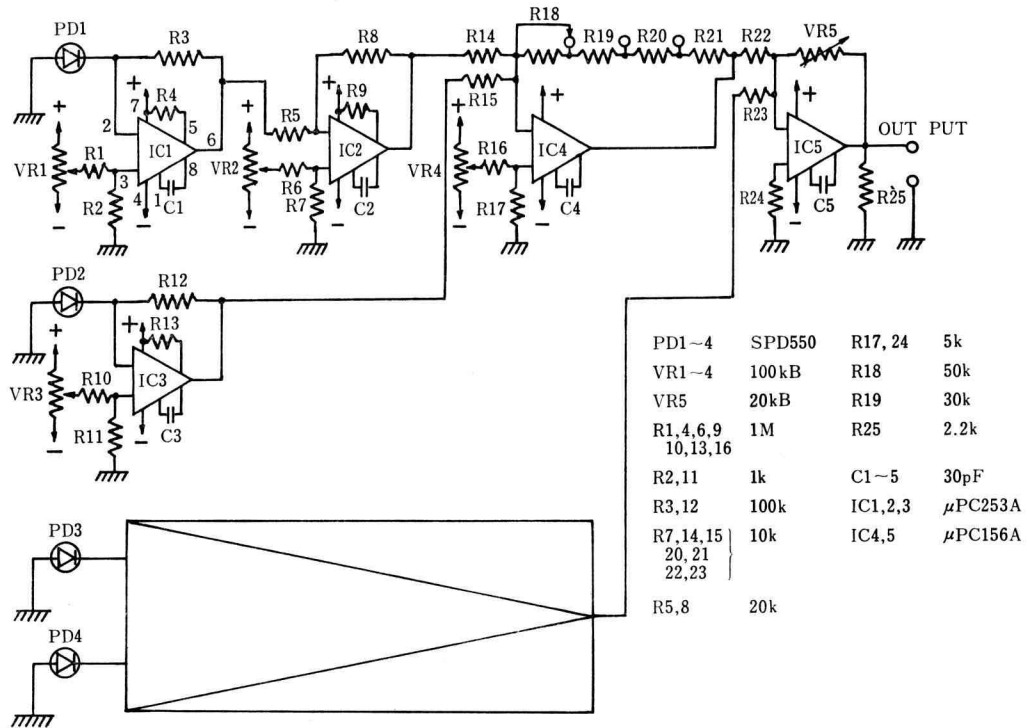 PD1
R3
R8
R14
R18
R19
R20
R21
R22
VR5
+
7
R4
5
2
6
IC1
8
3
4
1
C1
VR1
R1
R2
−
+
R9
R5
IC2
VR2
R6
R7
C2
−
R15
+
IC4
VR4
R16
R17
C4
−
R23
+
IC5
OUT PUT
R24
C5
R25
−
PD2
R12
+
R13
IC3
VR3
R10
R11
C3
−
PD3
PD4
PD1~4 SPD550 R17, 24 5k
VR1~4 100kB R18 50k
VR5 20kB R19 30k
R1,4,6,9 1M R25 2.2k
10,13,16
R2,11 1k C1~5 30pF
R3,12 100k IC1,2,3 μPC253A
R7,14,15 10k IC4,5 μPC156A
20, 21
22,23
R5,8 20k